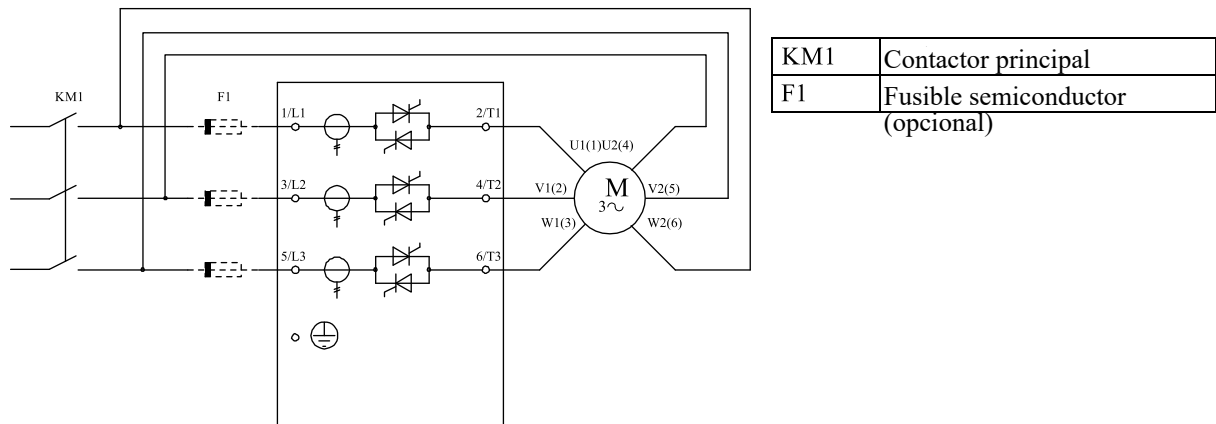 KM1 Contactor principal
F1 Fusible semiconductor
(opcional)
KM1
F1
1/L1
2/T1
U1(1)U2(4)
3/L2
4/T2
V1(2)
M
3~
V2(5)
W1(3)
W2(6)
5/L3
6/T3